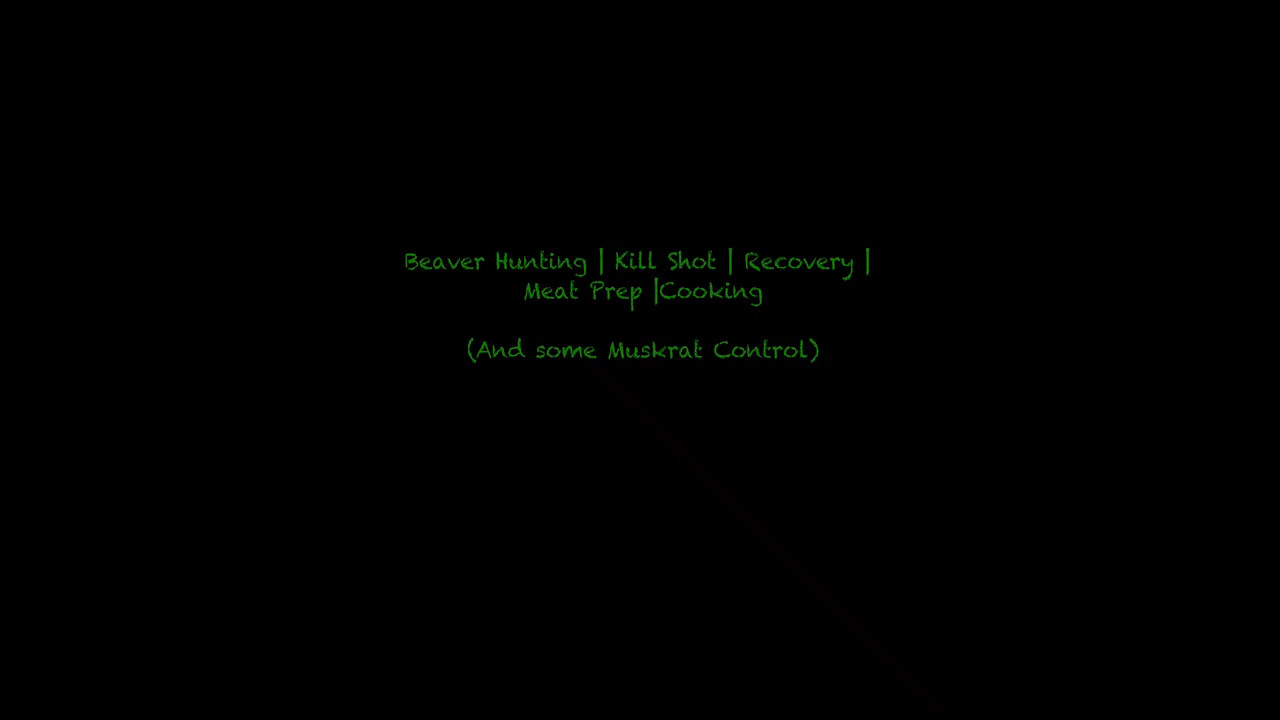 Beaver Hunting | Kill Shot | Recovery |
Meat Prep |Cooking
(And some Muskrat Control)